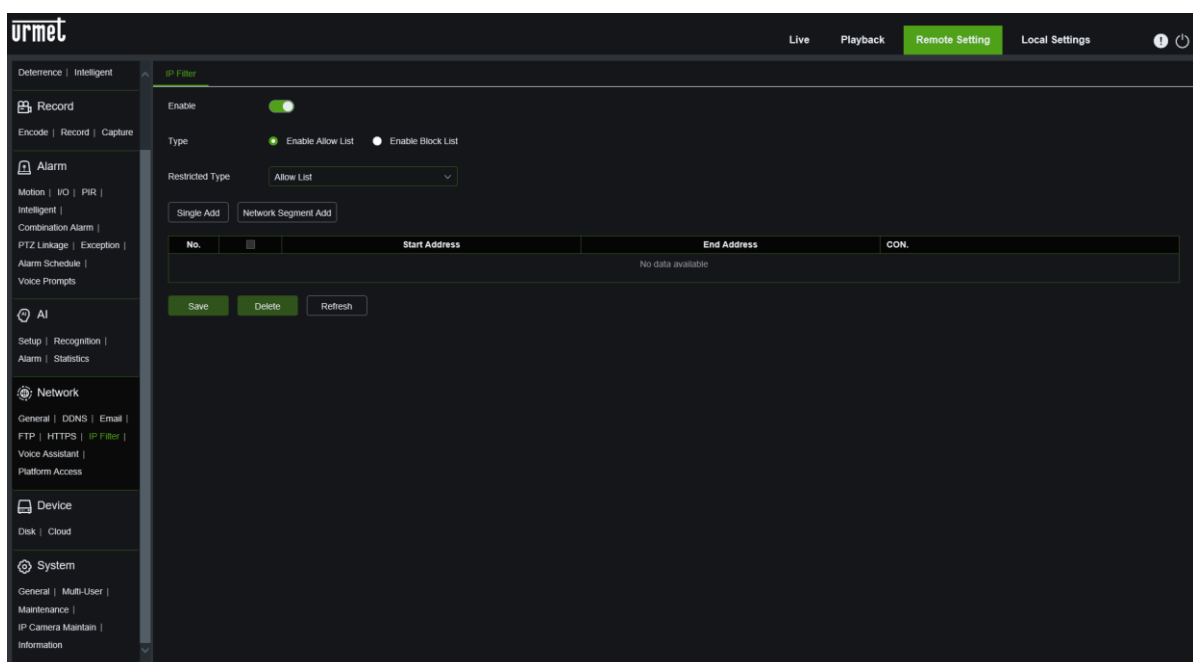 urmet
Live Playback Remote Setting Local Settings
Deterrence | Intelligent
Record
Encode | Record | Capture
Alarm
Motion | I/O | PIR |
Intelligent |
Combination Alarm |
PTZ Linkage | Exception |
Alarm Schedule |
Voice Prompts
AI
Setup | Recognition |
Alarm | Statistics
Network
General | DDNS | Email |
FTP | HTTPS | IP Filter |
Voice Assistant |
Platform Access
Device
Disk | Cloud
System
General | Multi-User |
Maintenance |
IP Camera Maintain |
Information
IP Filter
Enable
Type Enable Allow List Enable Block List
Restricted Type Allow List
Single Add Network Segment Add
No. Start Address End Address CON.
No data available
Save Delete Refresh